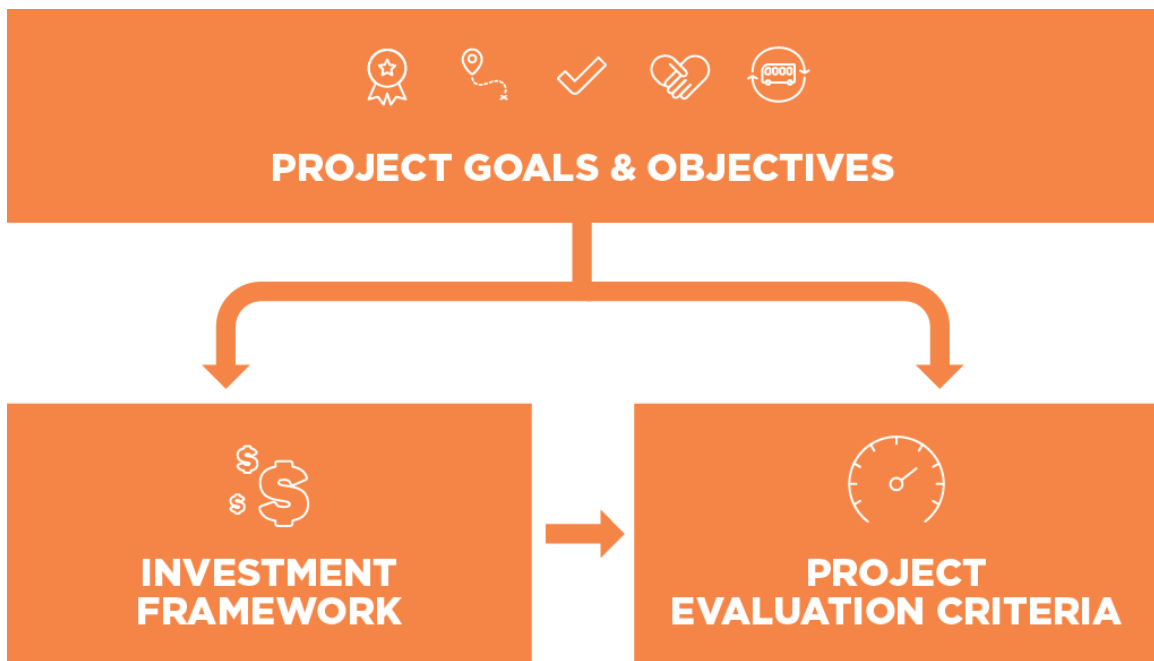 PROJECT GOALS & OBJECTIVES
$
$
$
INVESTMENT
FRAMEWORK
PROJECT
EVALUATION CRITERIA